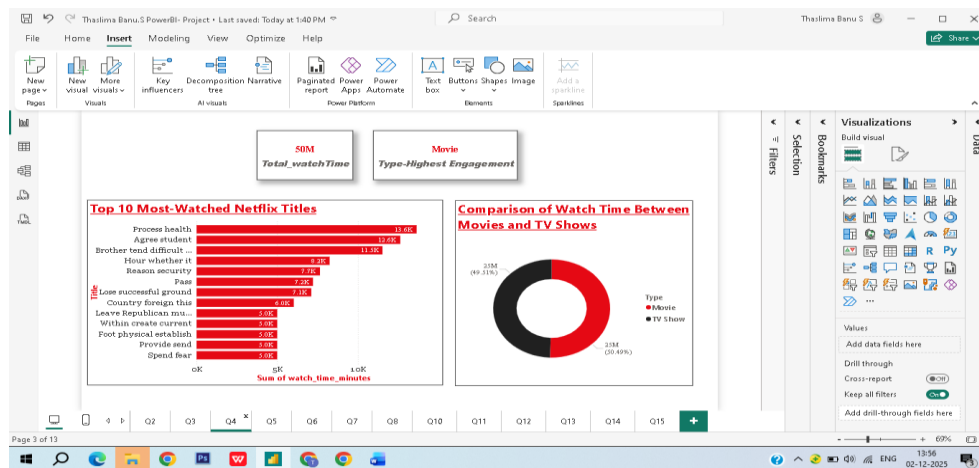 Thaslima Banu.S PowerBI- Project • Last saved: Today at 1:40 PM
Search
Thaslima Banu S
File Home Insert Modeling View Optimize Help
Share
New page
New visual
More visuals
Key influencers
Decomposition tree
Narrative
Paginated report
Power Apps
Power Automate
Text box
Buttons
Shapes
Image
Add a sparkline
Pages
Visuals
AI visuals
Power Platform
Elements
Sparklines
50M
Total_watchTime
Movie
Type-Highest Engagement
Top 10 Most-Watched Netflix Titles
Title
Process health 13.6K
Agree student 12.6K
Brother tend difficult ... 11.5K
Hour whether it 8.2K
Reason security 7.7K
Pass 7.2K
Lose successful ground 7.1K
Country foreign this 6.0K
Leave Republican mu... 5.0K
Within create current 5.0K
Foot physical establish 5.0K
Provide send 5.0K
Spend fear 5.0K
0K 5K 10K
Sum of watch_time_minutes
Comparison of Watch Time Between
Movies and TV Shows
25M
(49.51%)
25M
(50.49%)
Type
Movie
TV Show
Filters
Selection
Bookmarks
Visualizations
Build visual
Data
R Py
Values
Add data fields here
Drill through
Cross-report Off
Keep all filters On
Add drill-through fields here
Q2 Q3 Q4 Q5 Q6 Q7 Q8 Q10 Q11 Q12 Q13 Q14 Q15
Page 3 of 13
69%
Ps
ENG
13:56
02-12-2025